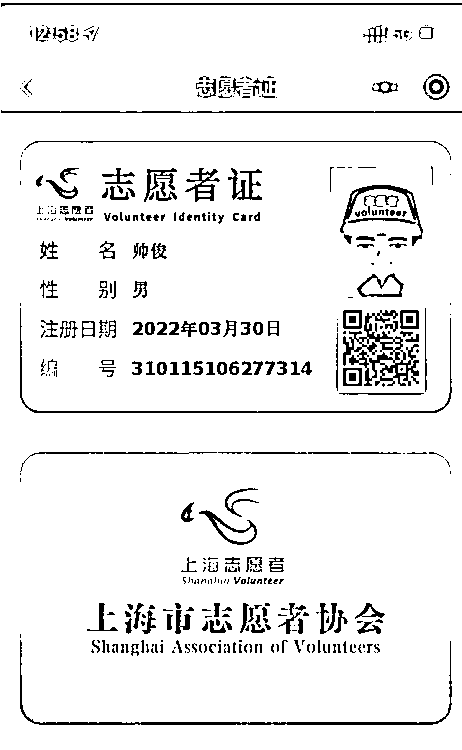 12:58
志愿者证
上海志愿者
志愿者证
Volunteer Identity Card
volunteer
姓 名 帅俊
性 别 男
注册日期 2022年03月30日
编 号 310115106277314
上海志愿者
Shanghai Volunteer
上海市志愿者协会
Shanghai Association of Volunteers